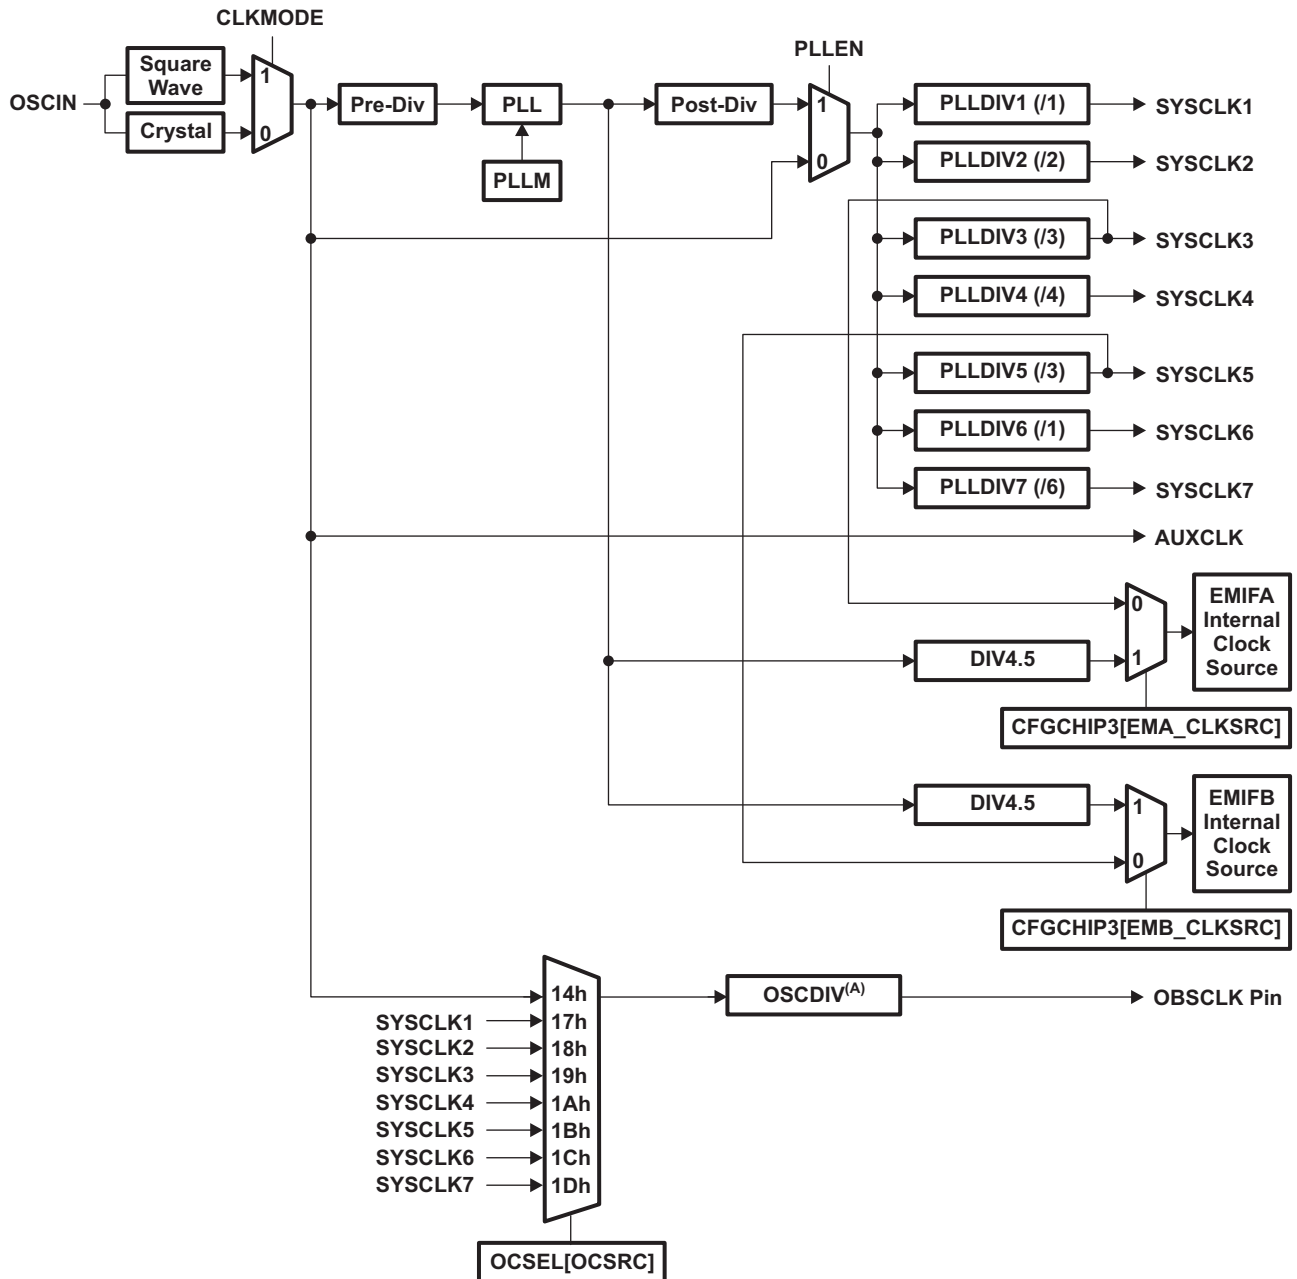 CLKMODE
PLLEN
OSCIN
Square
Wave
1
Crystal
0
Pre-Div
PLL
PLLM
Post-Div
1
0
PLLDIV1 (/1)
SYSCLK1
PLLDIV2 (/2)
SYSCLK2
PLLDIV3 (/3)
SYSCLK3
PLLDIV4 (/4)
SYSCLK4
PLLDIV5 (/3)
SYSCLK5
PLLDIV6 (/1)
SYSCLK6
PLLDIV7 (/6)
SYSCLK7
AUXCLK
0
1
EMIFA
Internal
Clock
Source
DIV4.5
CFGCHIP3[EMA_CLKSRC]
DIV4.5
1
0
EMIFB
Internal
Clock
Source
CFGCHIP3[EMB_CLKSRC]
14h
OSCDIV(A)
OBSCLK Pin
SYSCLK1 17h
SYSCLK2 18h
SYSCLK3 19h
SYSCLK4 1Ah
SYSCLK5 1Bh
SYSCLK6 1Ch
SYSCLK7 1Dh
OCSEL[OCSRC]